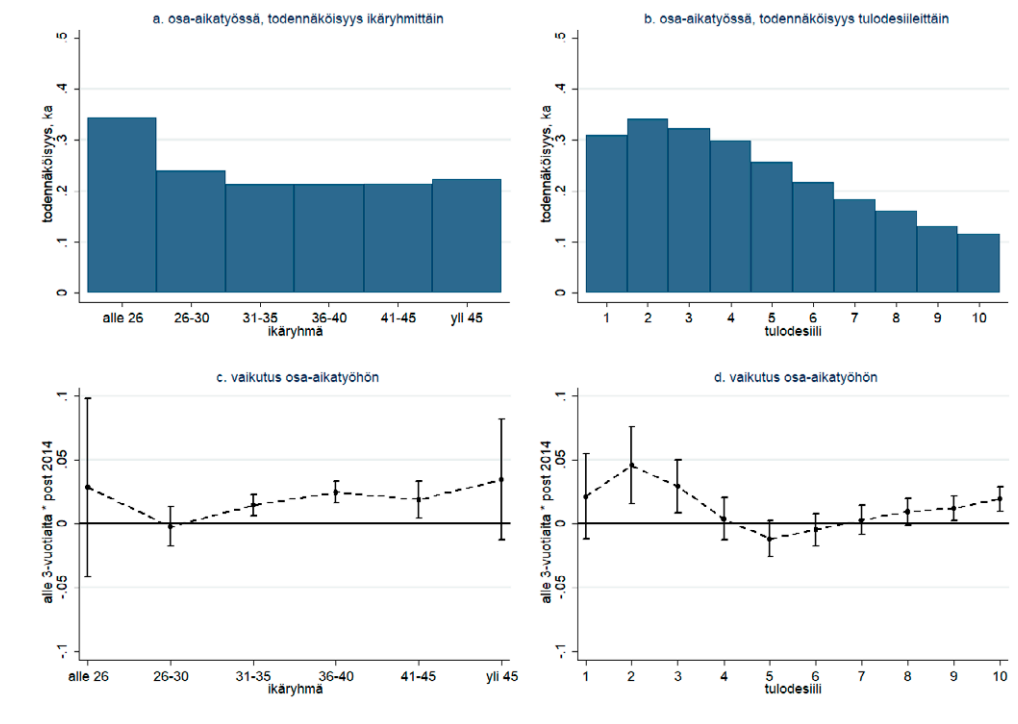 a. osa-aikatyössä, todennäköisyys ikäryhmittäin
todennäköisyys, ka
.5
.4
.3
.2
.1
0
alle 26 26-30 31-35 36-40 41-45 yli 45
ikäryhmä
b. osa-aikatyössä, todennäköisyys tulodesiileittäin
todennäköisyys, ka
.5
.4
.3
.2
.1
0
1 2 3 4 5 6 7 8 9 10
tulodesiili
c. vaikutus osa-aikatyöhön
alle 3-vuotiaita * post 2014
.1
.05
0
-.05
-.1
alle 26 26-30 31-35 36-40 41-45 yli 45
ikäryhmä
d. vaikutus osa-aikatyöhön
alle 3-vuotiaita * post 2014
.1
.05
0
-.05
-.1
1 2 3 4 5 6 7 8 9 10
tulodesiili